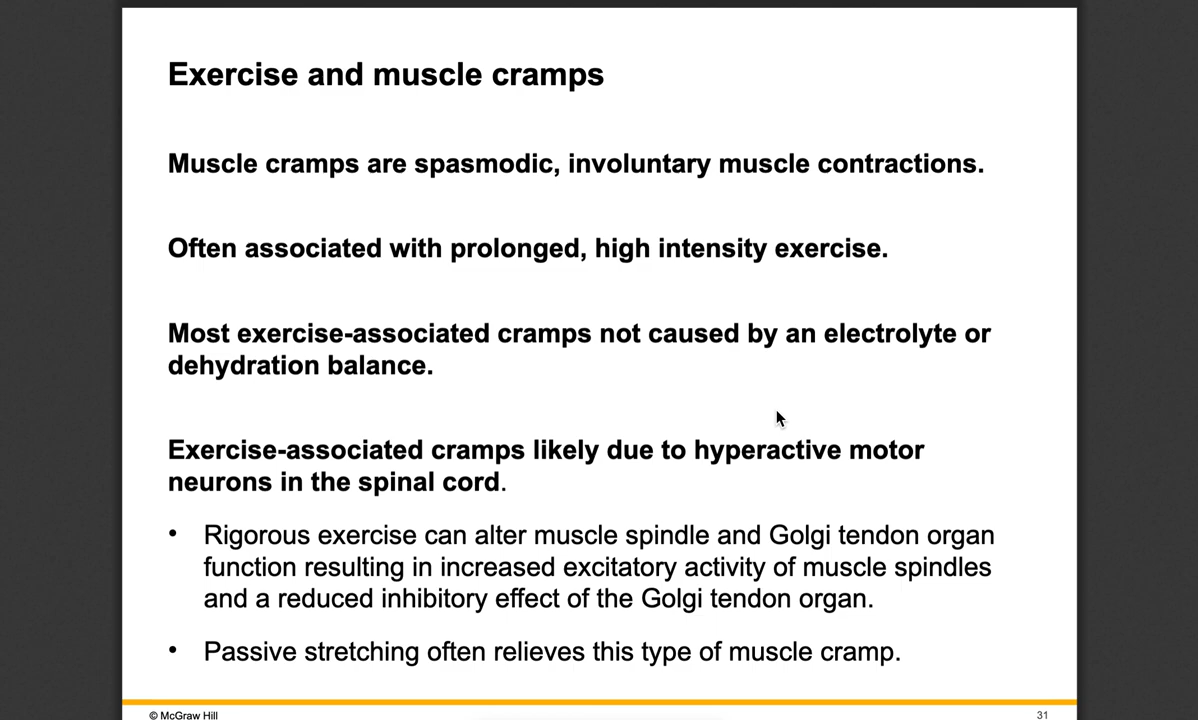 Exercise and muscle cramps
Muscle cramps are spasmodic, involuntary muscle contractions.
Often associated with prolonged, high intensity exercise.
Most exercise-associated cramps not caused by an electrolyte or
dehydration balance.
Exercise-associated cramps likely due to hyperactive motor
neurons in the spinal cord.
• Rigorous exercise can alter muscle spindle and Golgi tendon organ
function resulting in increased excitatory activity of muscle spindles
and a reduced inhibitory effect of the Golgi tendon organ.
• Passive stretching often relieves this type of muscle cramp.
© McGraw Hill
31